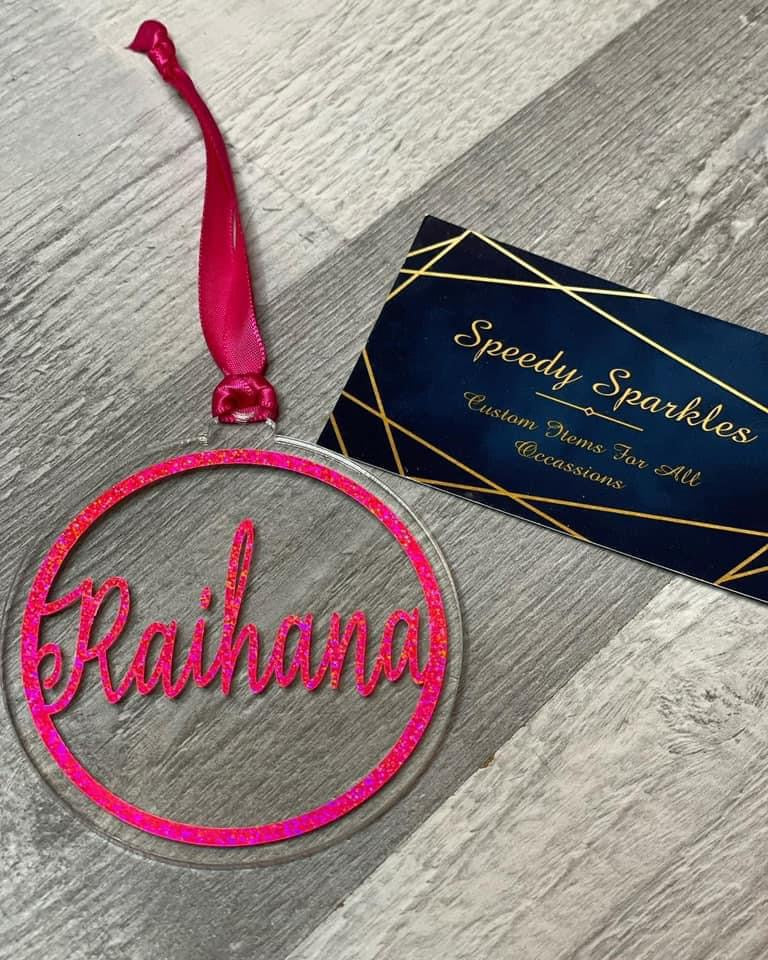 Raihana
Speedy Sparkles
Custom Items For All
Occassions